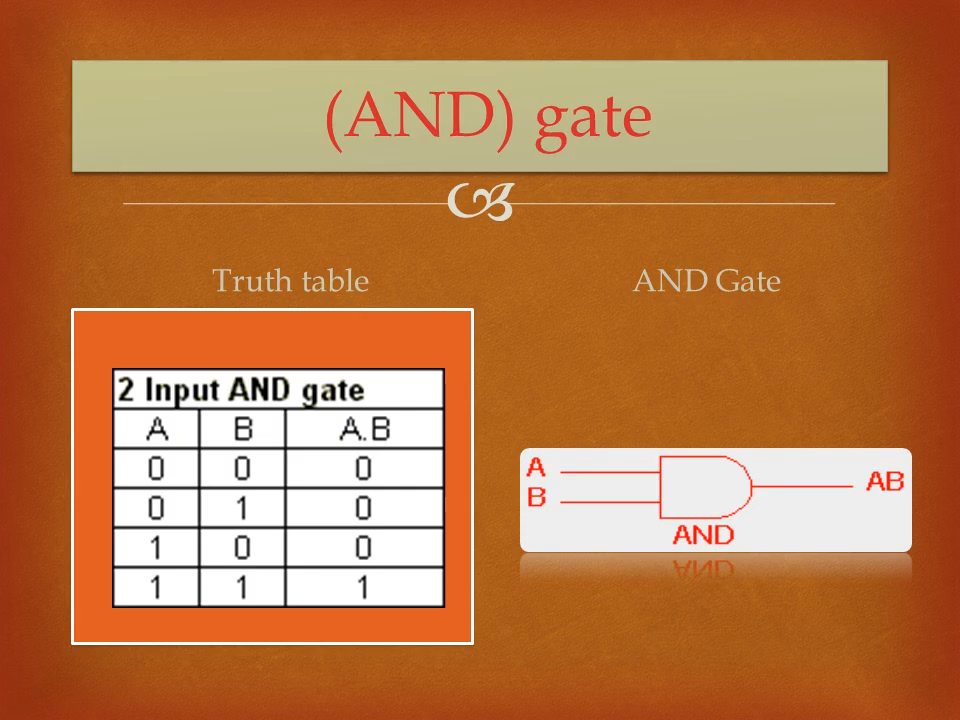 (AND) gate
Truth table
2 Input AND gate
A B A.B
0 0 0
0 1 0
1 0 0
1 1 1
AND Gate
A
B
AB
AND